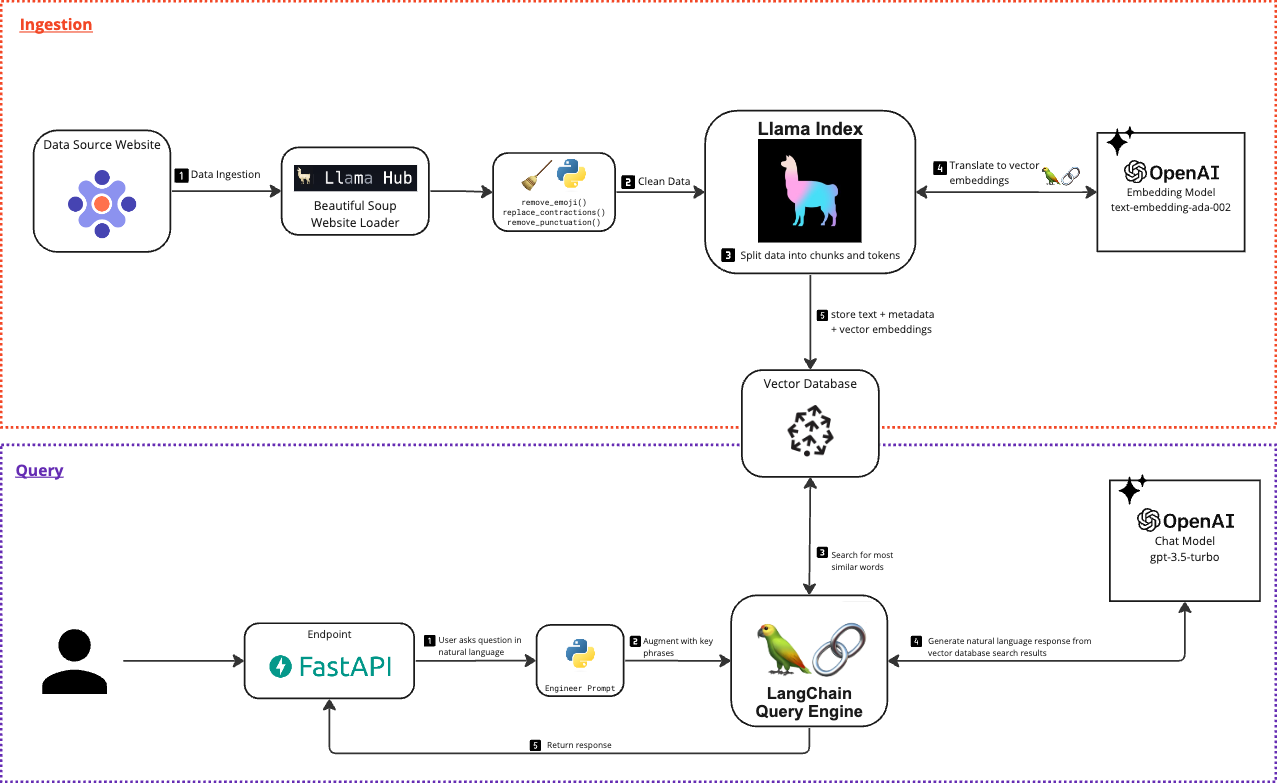 Ingestion
Data Source Website
1 Data Ingestion
Llama Hub
Beautiful Soup
Website Loader
remove_emoji()
replace_contractions()
remove_punctuation()
2 Clean Data
Llama Index
3 Split data into chunks and tokens
4 Translate to vector
embeddings
OpenAI
Embedding Model
text-embedding-ada-002
5 store text + metadata
+ vector embeddings
Vector Database
Query
Endpoint
FastAPI
1 User asks question in
natural language
Engineer Prompt
2 Augment with key
phrases
3 Search for most
similar words
LangChain
Query Engine
4 Generate natural language response from
vector database search results
OpenAI
Chat Model
gpt-3.5-turbo
5 Return response